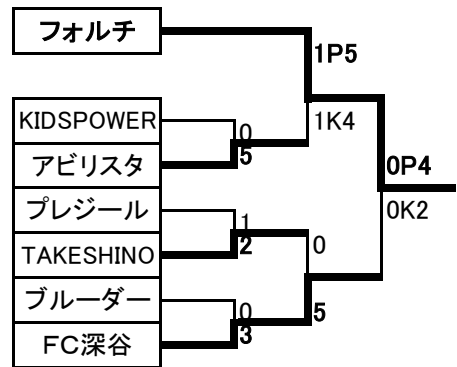 フォルチ
1P5
KIDSPOWER
0
1K4
アビリスタ
5
0P4
プレジール
1
0K2
TAKESHINO
2
0
ブルーダー
0
5
FC深谷
3